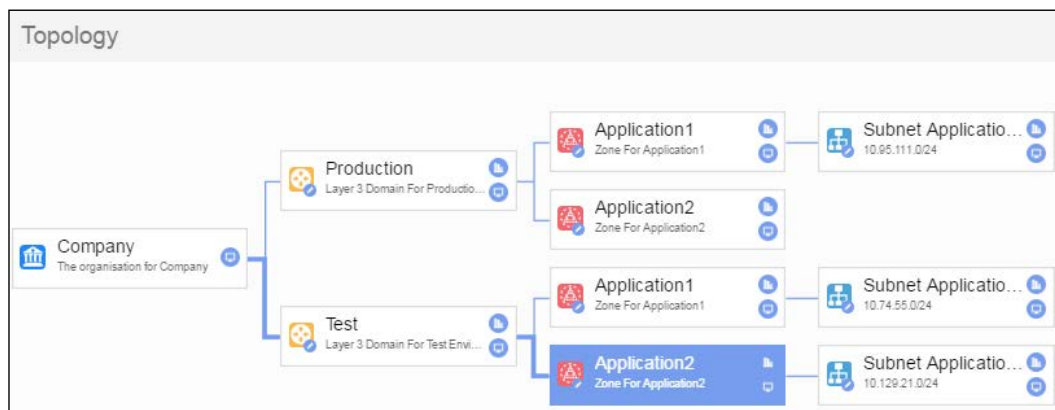 Topology
Company
The organisation for Company
Production
Layer 3 Domain For Productio...
Test
Layer 3 Domain For Test Envi...
Application1
Zone For Application1
Application2
Zone For Application2
Application1
Zone For Application1
Application2
Zone For Application2
Subnet Applicatio...
10.95.111.0/24
Subnet Applicatio...
10.74.55.0/24
Subnet Applicatio...
10.129.21.0/24